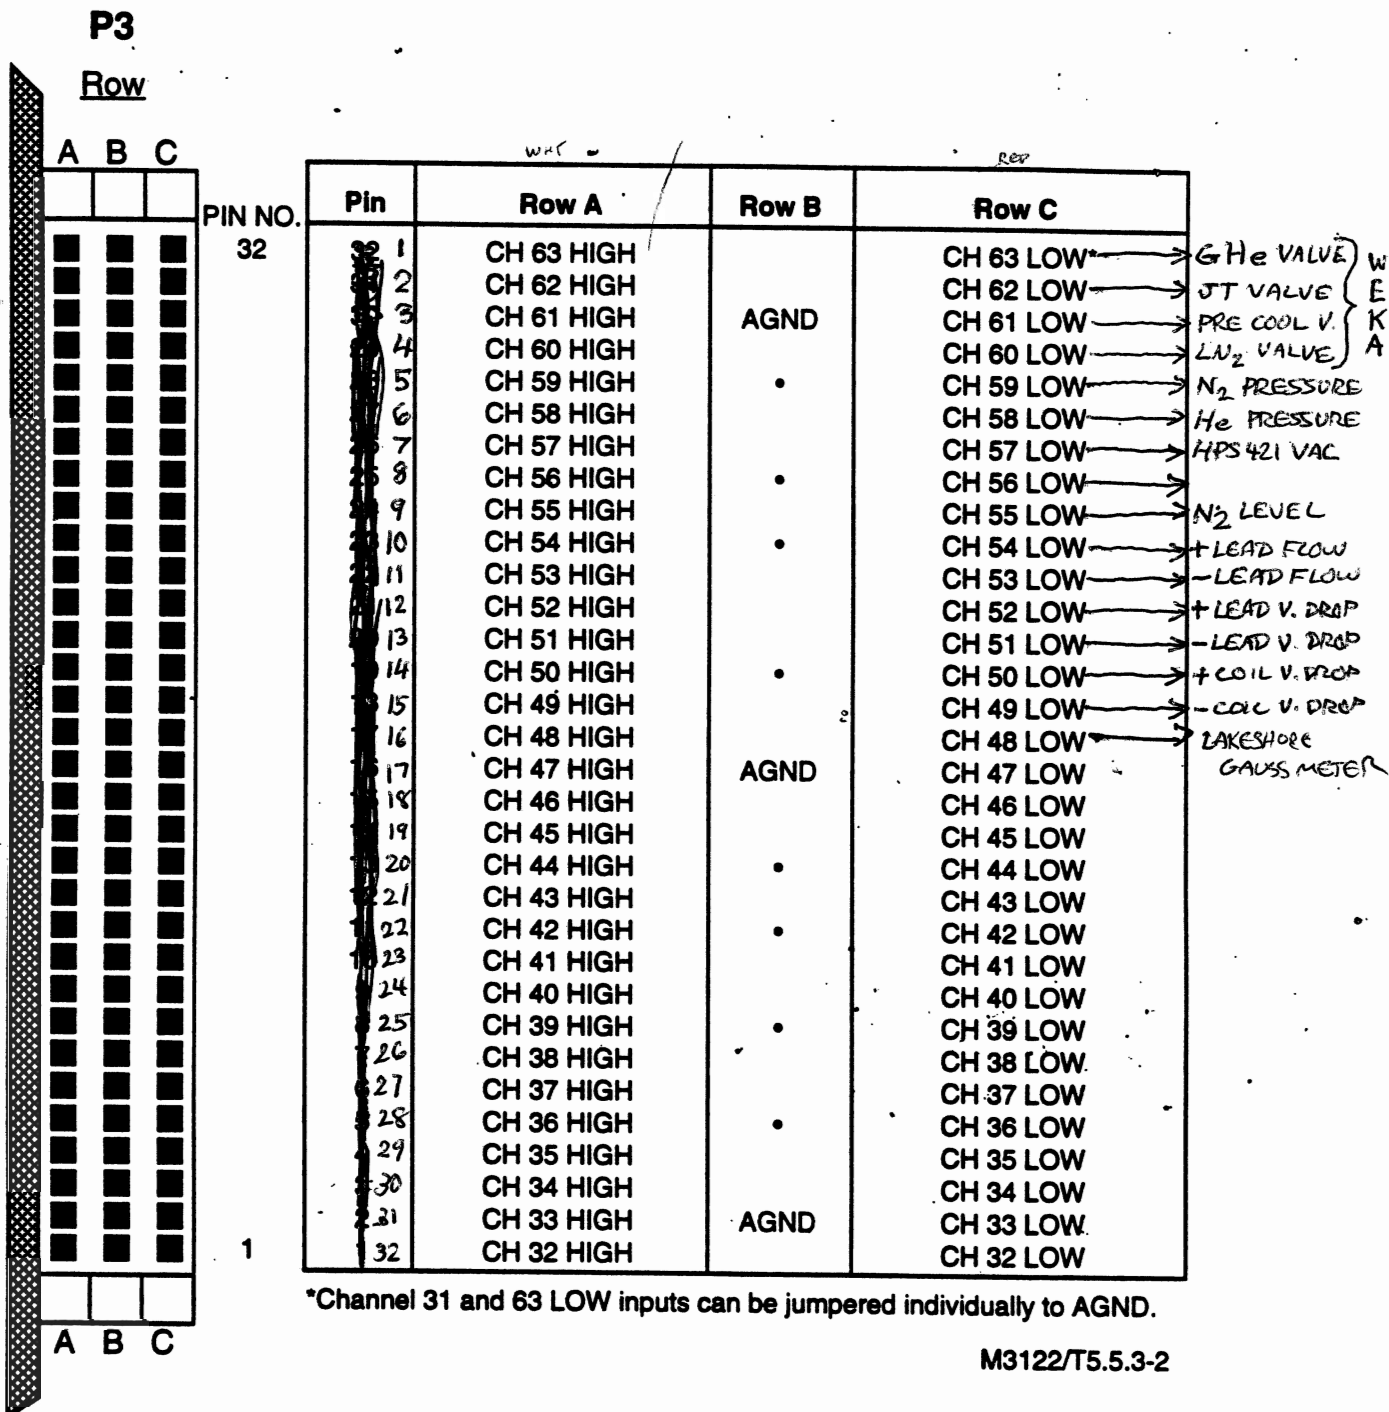 P3
Row
A B C
WHT RED
PIN NO. Pin Row A Row B Row C
32 1 CH 63 HIGH CH 63 LOW* GHe VALVE
2 CH 62 HIGH CH 62 LOW JT VALVE
3 CH 61 HIGH AGND CH 61 LOW PRE COOL V.
4 CH 60 HIGH CH 60 LOW LN2 VALVE
WEKA
5 CH 59 HIGH • CH 59 LOW N2 PRESSURE
6 CH 58 HIGH CH 58 LOW He PRESSURE
7 CH 57 HIGH CH 57 LOW HPS 421 VAC
8 CH 56 HIGH • CH 56 LOW
9 CH 55 HIGH CH 55 LOW N2 LEVEL
10 CH 54 HIGH • CH 54 LOW + LEAD FLOW
11 CH 53 HIGH CH 53 LOW - LEAD FLOW
12 CH 52 HIGH CH 52 LOW + LEAD V. DROP
13 CH 51 HIGH CH 51 LOW - LEAD V. DROP
14 CH 50 HIGH • CH 50 LOW + COIL V. DROP
15 CH 49 HIGH CH 49 LOW - COIL V. DROP
16 CH 48 HIGH CH 48 LOW LAKESHORE
17 CH 47 HIGH AGND CH 47 LOW GAUSS METER
18 CH 46 HIGH CH 46 LOW
19 CH 45 HIGH CH 45 LOW
20 CH 44 HIGH • CH 44 LOW
21 CH 43 HIGH CH 43 LOW
22 CH 42 HIGH • CH 42 LOW
23 CH 41 HIGH CH 41 LOW
24 CH 40 HIGH CH 40 LOW
25 CH 39 HIGH • CH 39 LOW
26 CH 38 HIGH CH 38 LOW
27 CH 37 HIGH CH 37 LOW
28 CH 36 HIGH • CH 36 LOW
29 CH 35 HIGH CH 35 LOW
30 CH 34 HIGH CH 34 LOW
31 CH 33 HIGH AGND CH 33 LOW
1 32 CH 32 HIGH CH 32 LOW
*Channel 31 and 63 LOW inputs can be jumpered individually to AGND.
A B C
M3122/T5.5.3-2